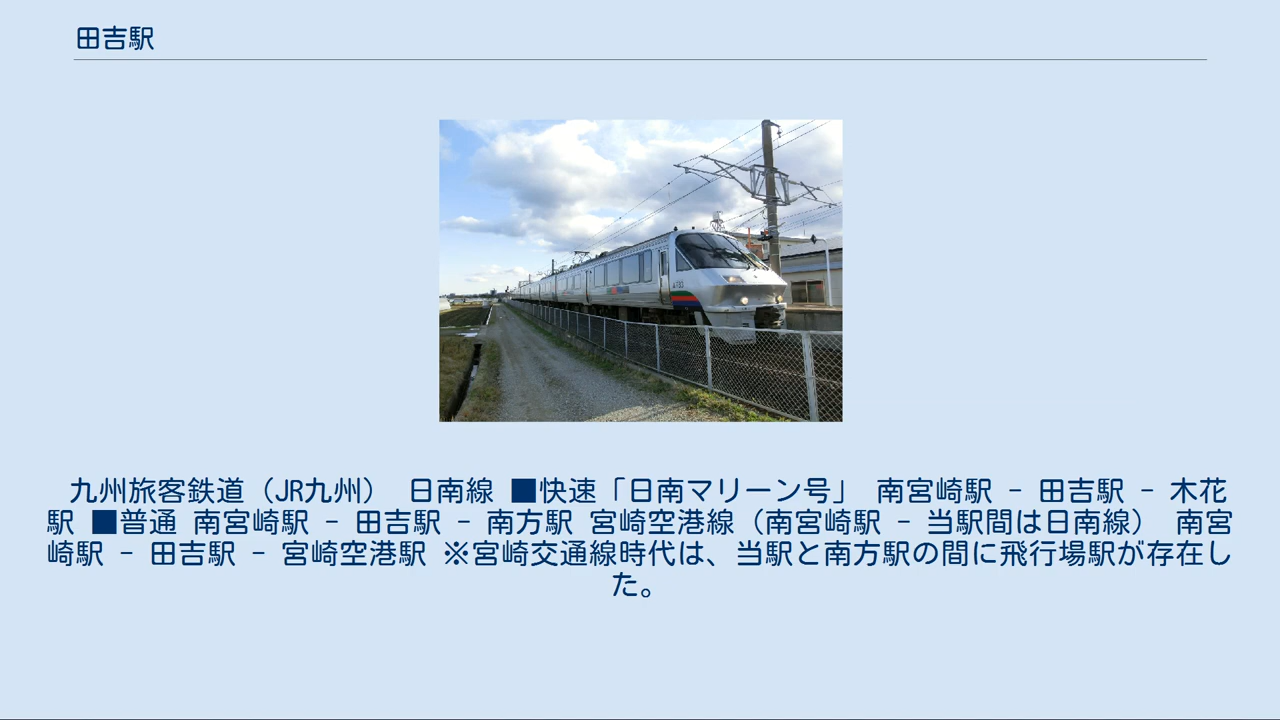 田吉駅
九州旅客鉄道（JR九州） 日南線 ■快速「日南マリーン号」 南宮崎駅 - 田吉駅 - 木花
駅 ■普通 南宮崎駅 - 田吉駅 - 南方駅 宮崎空港線（南宮崎駅 - 当駅間は日南線） 南宮
崎駅 - 田吉駅 - 宮崎空港駅 ※宮崎交通線時代は、当駅と南方駅の間に飛行場駅が存在し
た。